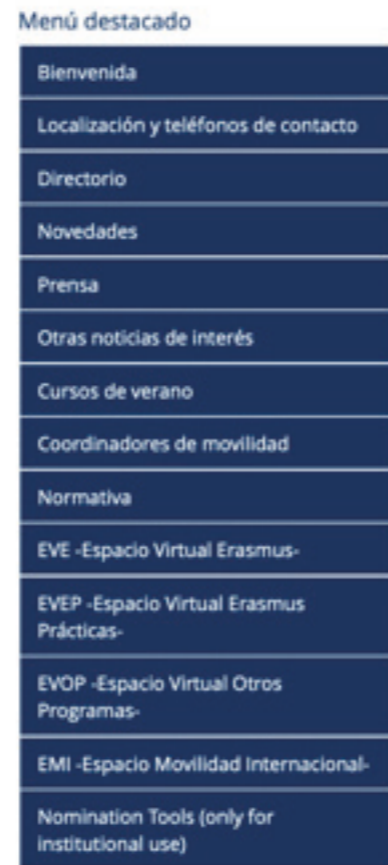 Menú destacado
Bienvenida
Localización y teléfonos de contacto
Directorio
Novedades
Prensa
Otras noticias de interés
Cursos de verano
Coordinadores de movilidad
Normativa
EVE -Espacio Virtual Erasmus-
EVEP -Espacio Virtual Erasmus
Prácticas-
EVOP -Espacio Virtual Otros
Programas-
EMI -Espacio Movilidad Internacional-
Nomination Tools (only for
institutional use)